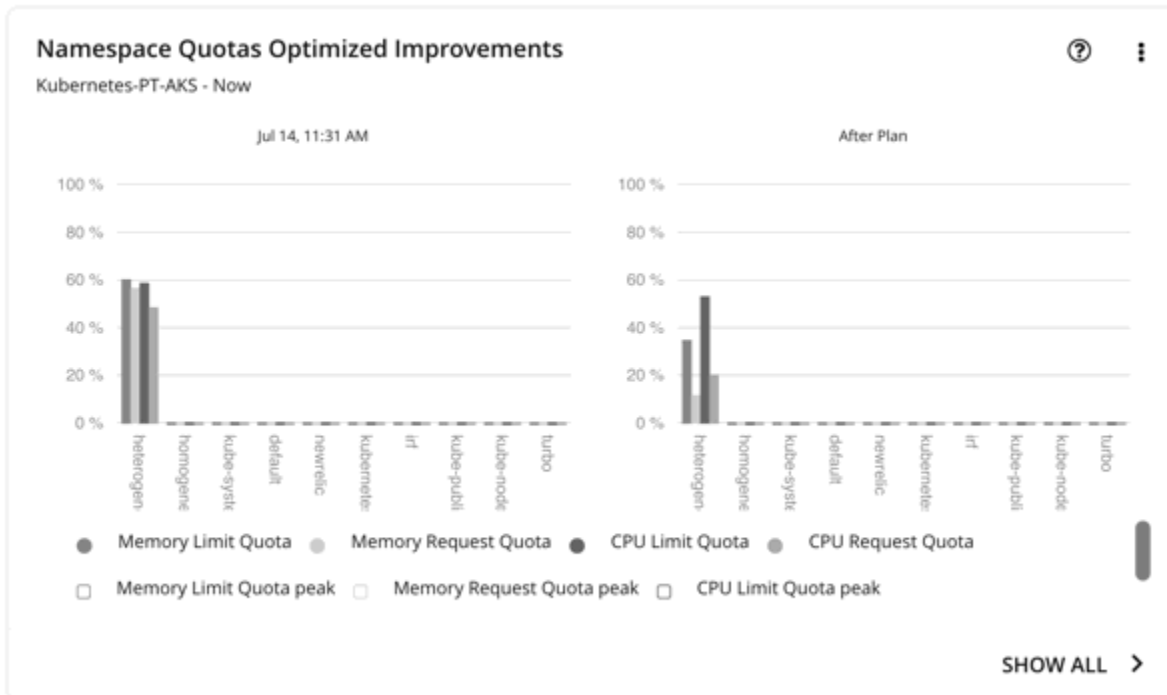 Namespace Quotas Optimized Improvements
Kubernetes-PT-AKS - Now
Jul 14, 11:31 AM
After Plan
100 %
80 %
60 %
40 %
20 %
0 %
heterogen
homogene
kube-syst
default
newrelic
kubernete
irf
kube-publi
kube-node
turbo
100 %
80 %
60 %
40 %
20 %
0 %
heterogen
homogene
kube-syst
default
newrelic
kubernete
irf
kube-publi
kube-node
turbo
Memory Limit Quota Memory Request Quota CPU Limit Quota CPU Request Quota
Memory Limit Quota peak Memory Request Quota peak CPU Limit Quota peak
SHOW ALL